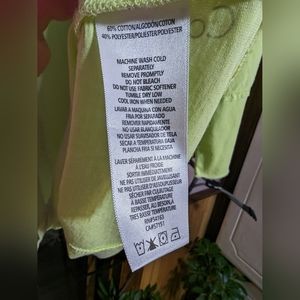 60% COTTON/ALGODÓN/COTON
40% POLYESTER/POLIESTER/POLYESTER
MACHINE WASH COLD
SEPARATELY
REMOVE PROMPTLY
DO NOT BLEACH
DO NOT USE FABRIC SOFTENER
TUMBLE DRY LOW
COOL IRON WHEN NEEDED
LAVAR A MAQUINA CON AGUA
FRIA POR SEPARADO
REMOVER RAPIDAMENTE
NO USAR BLANQUEADOR
NO USAR SUAVISADOR DE TELA
SECAR A TEMPERATURA BAJA
PLANCHA FRIA SI NECESITA
LAVER SÉPARÉMENT À LA MACHINE
À L'EAU FROIDE
SORTIR IMMÉDIATEMENT
NE PAS UTILISER DE JAVELLISANT
NE PAS UTILISER D'ASSOUPLISSEUR
SÉCHER PAR CULBUTAGE
À BASSE TEMPÉRATURE
REPASSER, AU BESOIN, À
TRES BASSE TEMPÉRATURE